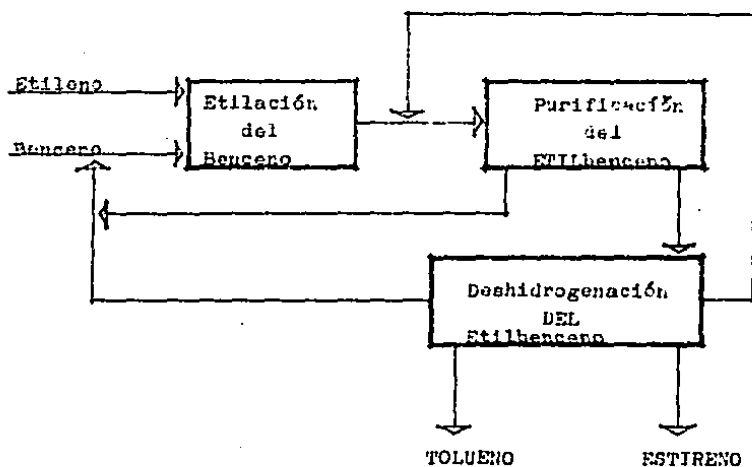 Etileno
Benceno
Etilación
del
Benceno
Purificación
del
ETIlbenceno
Deshidrogenación
DEL
Etilbenceno
TOLUENO
ESTIRENO